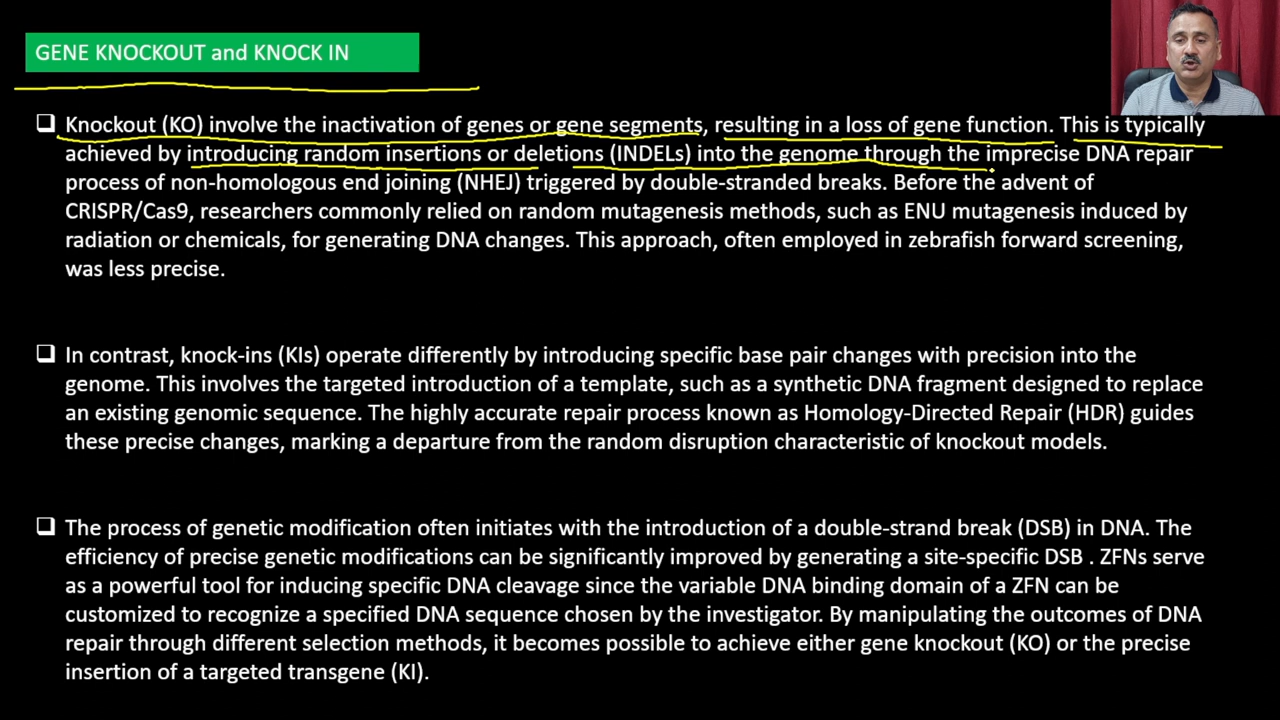 GENE KNOCKOUT and KNOCK IN
Knockout (KO) involve the inactivation of genes or gene segments, resulting in a loss of gene function. This is typically
achieved by introducing random insertions or deletions (INDELs) into the genome through the imprecise DNA repair
process of non-homologous end joining (NHEJ) triggered by double-stranded breaks. Before the advent of
CRISPR/Cas9, researchers commonly relied on random mutagenesis methods, such as ENU mutagenesis induced by
radiation or chemicals, for generating DNA changes. This approach, often employed in zebrafish forward screening,
was less precise.
In contrast, knock-ins (KIs) operate differently by introducing specific base pair changes with precision into the
genome. This involves the targeted introduction of a template, such as a synthetic DNA fragment designed to replace
an existing genomic sequence. The highly accurate repair process known as Homology-Directed Repair (HDR) guides
these precise changes, marking a departure from the random disruption characteristic of knockout models.
The process of genetic modification often initiates with the introduction of a double-strand break (DSB) in DNA. The
efficiency of precise genetic modifications can be significantly improved by generating a site-specific DSB . ZFNs serve
as a powerful tool for inducing specific DNA cleavage since the variable DNA binding domain of a ZFN can be
customized to recognize a specified DNA sequence chosen by the investigator. By manipulating the outcomes of DNA
repair through different selection methods, it becomes possible to achieve either gene knockout (KO) or the precise
insertion of a targeted transgene (KI).